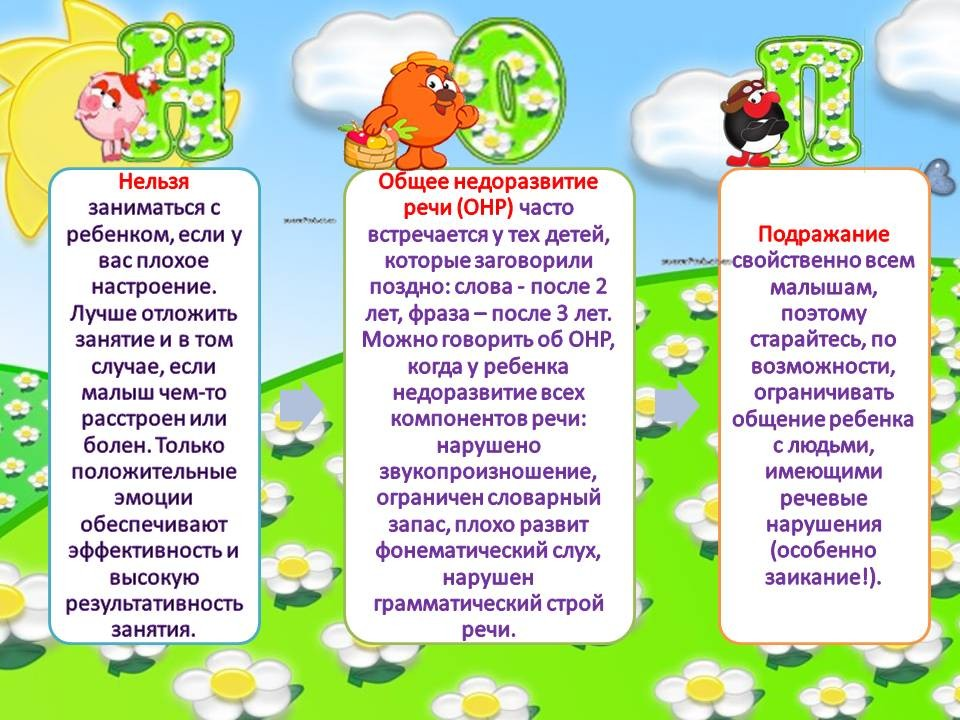 Н
О
П
Нельзя
заниматься с
ребенком, если у
вас плохое
настроение.
Лучше отложить
занятие и в том
случае, если
малыш чем-то
расстроен или
болен. Только
положительные
эмоции
обеспечивают
эффективность и
высокую
результативность
занятия.
Общее недоразвитие
речи (ОНР) часто
встречается у тех детей,
которые заговорили
поздно: слова - после 2
лет, фраза – после 3 лет.
Можно говорить об ОНР,
когда у ребенка
недоразвитие всех
компонентов речи:
нарушено
звукопроизношение,
ограничен словарный
запас, плохо развит
фонематический слух,
нарушен
грамматический строй
речи.
Подражание
свойственно всем
малышам,
поэтому
старайтесь, по
возможности,
ограничивать
общение ребенка
с людьми,
имеющими
речевые
нарушения
(особенно
заикание!).